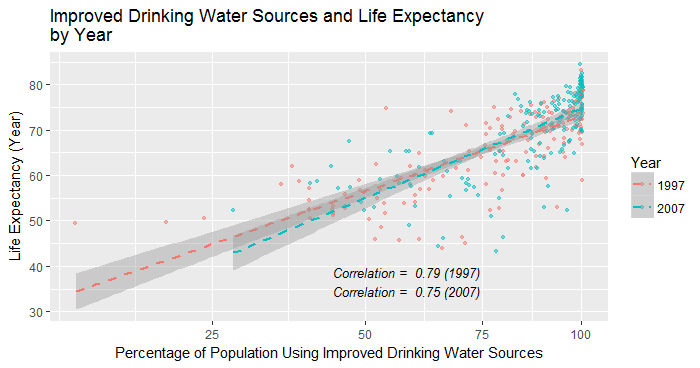 Improved Drinking Water Sources and Life Expectancy
by Year
Life Expectancy (Year)
80
70
60
50
40
30
Correlation = 0.79 (1997)
Correlation = 0.75 (2007)
25
50
75
100
Percentage of Population Using Improved Drinking Water Sources
Year
1997
2007